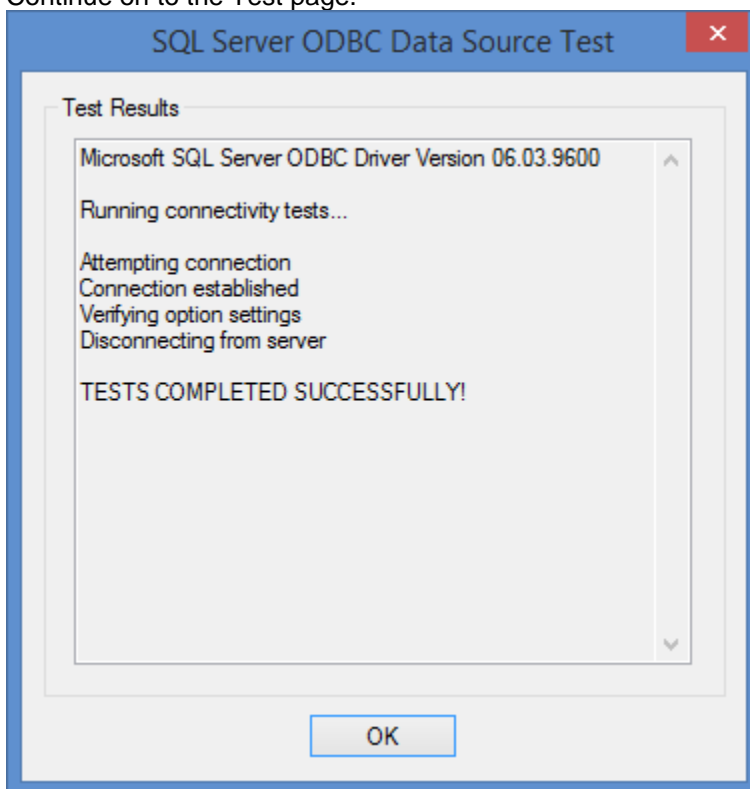 Continue on to the Test page.
SQL Server ODBC Data Source Test
Test Results
Microsoft SQL Server ODBC Driver Version 06.03.9600
Running connectivity tests...
Attempting connection
Connection established
Verifying option settings
Disconnecting from server
TESTS COMPLETED SUCCESSFULLY!
OK